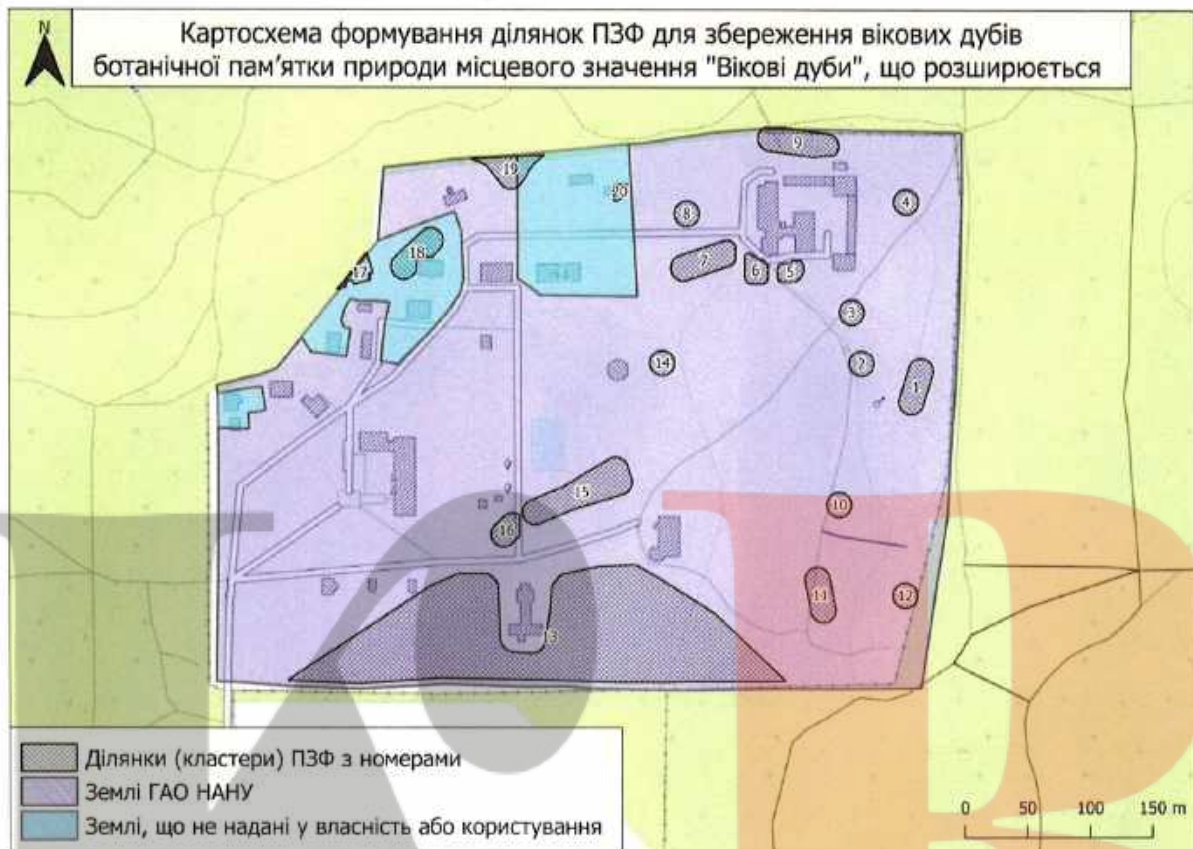 N
Картосхема формування ділянок ПЗФ для збереження вікових дубів
ботанічної пам'ятки природи місцевого значення "Вікові дуби", що розширюється
9
19
20
4
8
18
7
17
6
5
3
14
2
1
15
10
16
11
12
13
Ділянки (кластери) ПЗФ з номерами
Землі ГАО НАНУ
Землі, що не надані у власність або користування
0 50 100 150 m